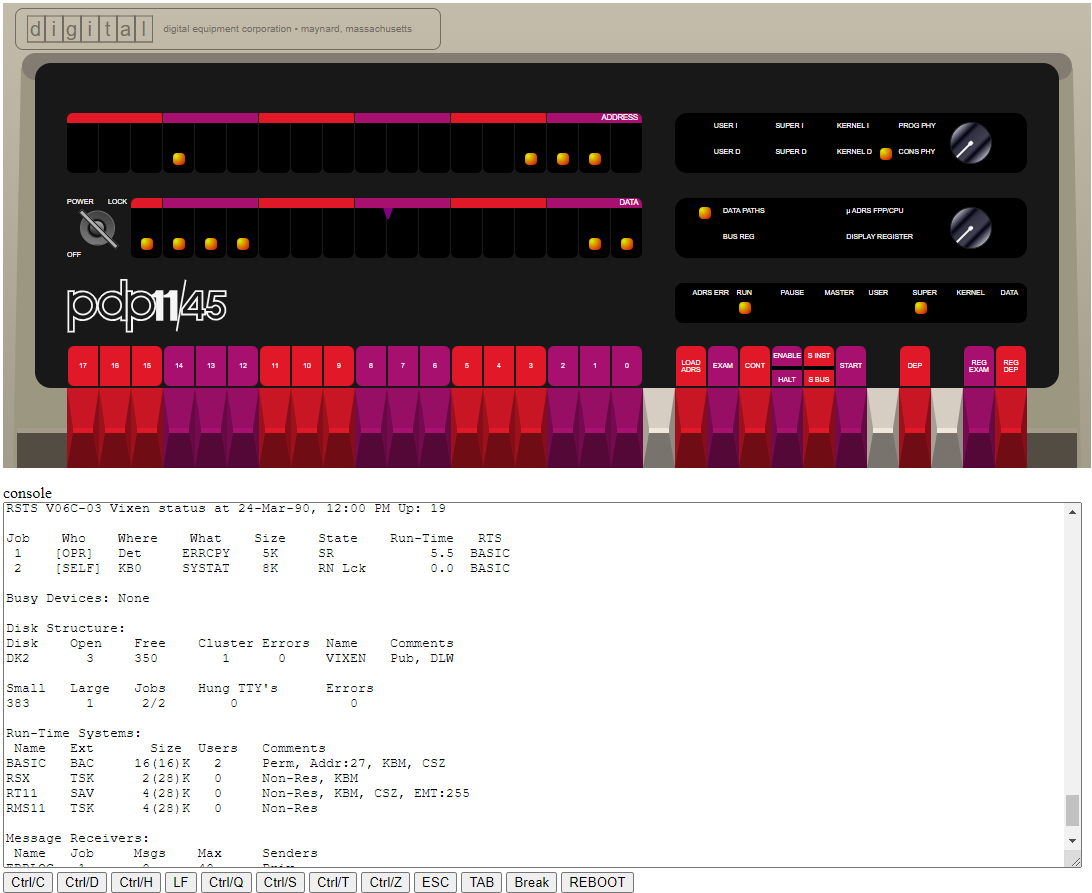 digital digital equipment corporation • maynard, massachusetts
ADDRESS
USER I SUPER I KERNEL I PROG PHY
USER D SUPER D KERNEL D CONS PHY
POWER LOCK
DATA
OFF
DATA PATHS µ ADRS FPP/CPU
BUS REG DISPLAY REGISTER
pdp11/45
ADRS ERR RUN PAUSE MASTER USER SUPER KERNEL DATA
17 16 15 14 13 12 11 10 9 8 7 6 5 4 3 2 1 0
LOAD ADRS EXAM CONT ENABLE HALT S INST S BUS START DEP REG EXAM REG DEP
console
RSTS V06C-03 Vixen status at 24-Mar-90, 12:00 PM Up: 19
Job Who Where What Size State Run-Time RTS
1 [OPR] Det ERRCPY 5K SR 5.5 BASIC
2 [SELF] KB0 SYSTAT 8K RN Lck 0.0 BASIC
Busy Devices: None
Disk Structure:
Disk Open Free Cluster Errors Name Comments
DK2 3 350 1 0 VIXEN Pub, DLW
Small Large Jobs Hung TTY's Errors
383 1 2/2 0 0
Run-Time Systems:
Name Ext Size Users Comments
BASIC BAC 16(16)K 2 Perm, Addr:27, KBM, CSZ
RSX TSK 2(28)K 0 Non-Res, KBM
RT11 SAV 4(28)K 0 Non-Res, KBM, CSZ, EMT:255
RMS11 TSK 4(28)K 0 Non-Res
Message Receivers:
Name Job Msgs Max Senders
Ctrl/C Ctrl/D Ctrl/H LF Ctrl/Q Ctrl/S Ctrl/T Ctrl/Z ESC TAB Break REBOOT